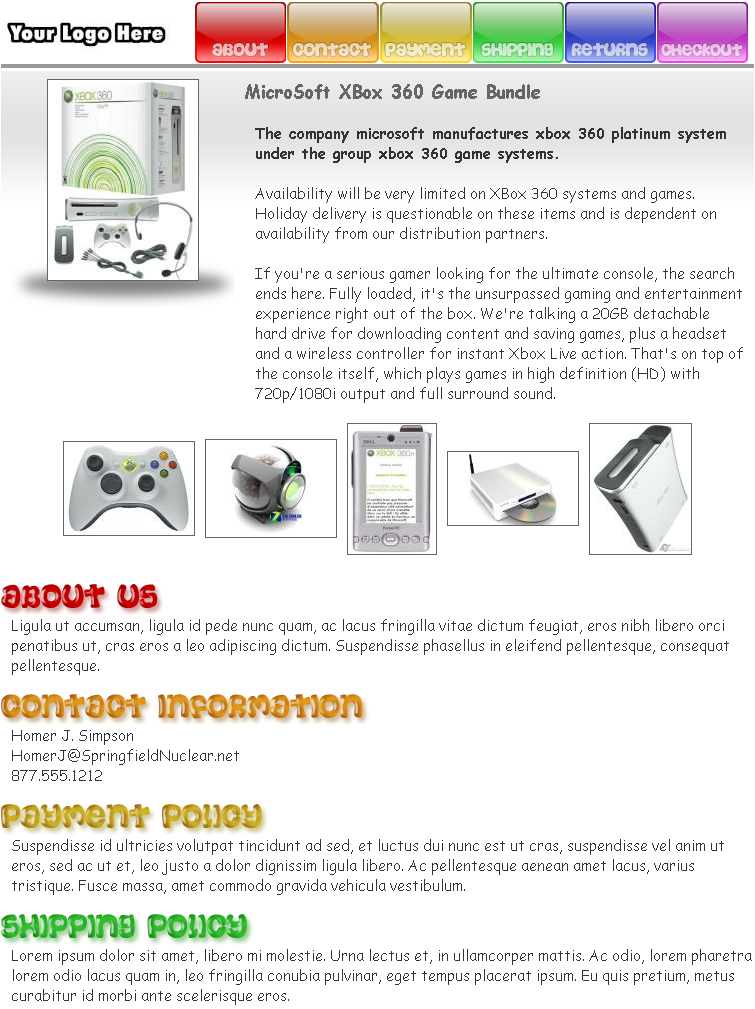 Your Logo Here
ABOUT CONTACT PAYMENT SHIPPING RETURNS CHECKOUT
XBOX 360
MicroSoft XBox 360 Game Bundle
The company microsoft manufactures xbox 360 platinum system
under the group xbox 360 game systems.
Availability will be very limited on XBox 360 systems and games.
Holiday delivery is questionable on these items and is dependent on
availability from our distribution partners.
If you're a serious gamer looking for the ultimate console, the search
ends here. Fully loaded, it's the unsurpassed gaming and entertainment
experience right out of the box. We're talking a 20GB detachable
hard drive for downloading content and saving games, plus a headset
and a wireless controller for instant Xbox Live action. That's on top of
the console itself, which plays games in high definition (HD) with
720p/1080i output and full surround sound.
DELL
XBOX-360
Pocket PC
ABOUT US
Ligula ut accumsan, ligula id pede nunc quam, ac lacus fringilla vitae dictum feugiat, eros nibh libero orci
penatibus ut, cras eros a leo adipiscing dictum. Suspendisse phasellus in eleifend pellentesque, consequat
pellentesque.
CONTACT INFORMATION
Homer J. Simpson
HomerJ@SpringfieldNuclear.net
877.555.1212
PAYMENT POLICY
Suspendisse id ultricies volutpat tincidunt ad sed, et luctus dui nunc est ut cras, suspendisse vel anim ut
eros, sed ac ut et, leo justo a dolor dignissim ligula libero. Ac pellentesque aenean amet lacus, varius
tristique. Fusce massa, amet commodo gravida vehicula vestibulum.
SHIPPING POLICY
Lorem ipsum dolor sit amet, libero mi molestie. Urna lectus et, in ullamcorper mattis. Ac odio, lorem pharetra
lorem odio lacus quam in, leo fringilla conubia pulvinar, eget tempus placerat ipsum. Eu quis pretium, metus
curabitur id morbi ante scelerisque eros.